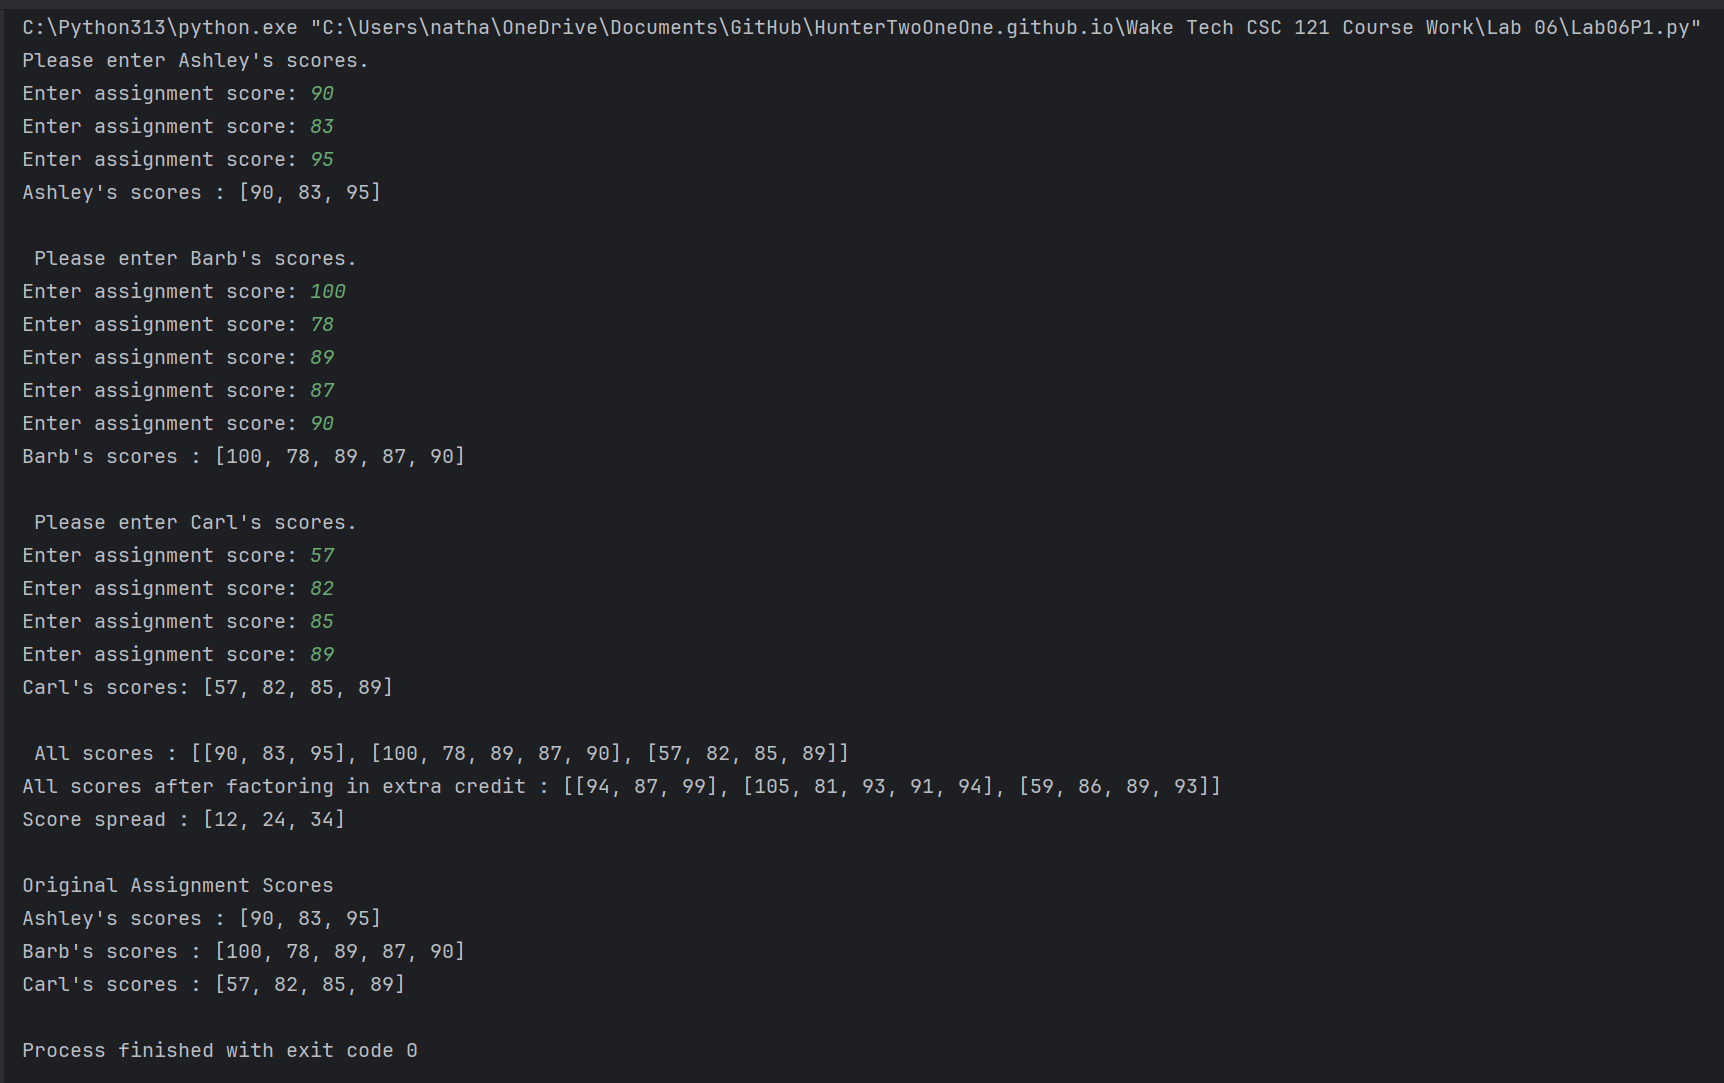 C:\Python313\python.exe "C:\Users\natha\OneDrive\Documents\GitHub\HunterTwoOneOne.github.io\Wake Tech CSC 121 Course Work\Lab 06\Lab06P1.py"
Please enter Ashley's scores.
Enter assignment score: 90
Enter assignment score: 83
Enter assignment score: 95
Ashley's scores : [90, 83, 95]

 Please enter Barb's scores.
Enter assignment score: 100
Enter assignment score: 78
Enter assignment score: 89
Enter assignment score: 87
Enter assignment score: 90
Barb's scores : [100, 78, 89, 87, 90]

 Please enter Carl's scores.
Enter assignment score: 57
Enter assignment score: 82
Enter assignment score: 85
Enter assignment score: 89
Carl's scores: [57, 82, 85, 89]

 All scores : [[90, 83, 95], [100, 78, 89, 87, 90], [57, 82, 85, 89]]
All scores after factoring in extra credit : [[94, 87, 99], [105, 81, 93, 91, 94], [59, 86, 89, 93]]
Score spread : [12, 24, 34]

Original Assignment Scores
Ashley's scores : [90, 83, 95]
Barb's scores : [100, 78, 89, 87, 90]
Carl's scores : [57, 82, 85, 89]

Process finished with exit code 0